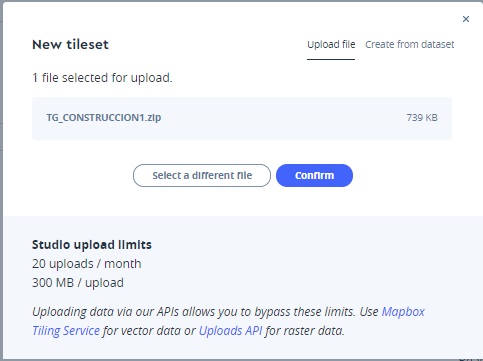 ×
New tileset
Upload file
Create from dataset
1 file selected for upload.
TG_CONSTRUCCION1.zip
739 KB
Select a different file
Confirm
Studio upload limits
20 uploads / month
300 MB / upload
Uploading data via our APIs allows you to bypass these limits. Use Mapbox
Tiling Service for vector data or Uploads API for raster data.